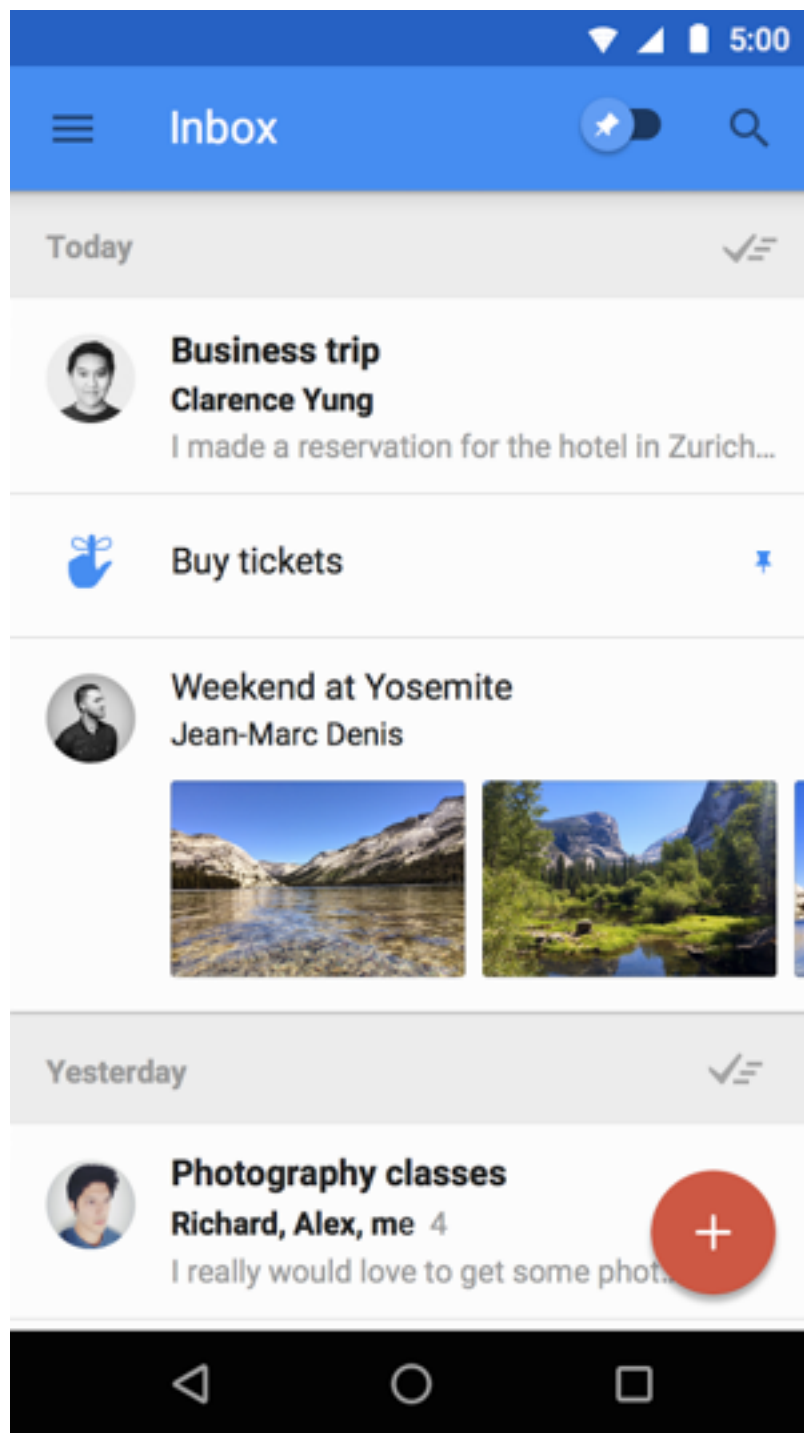 5:00
Inbox
Today
Business trip
Clarence Yung
I made a reservation for the hotel in Zurich...
Buy tickets
Weekend at Yosemite
Jean-Marc Denis
Yesterday
Photography classes
Richard, Alex, me 4
I really would love to get some phot...